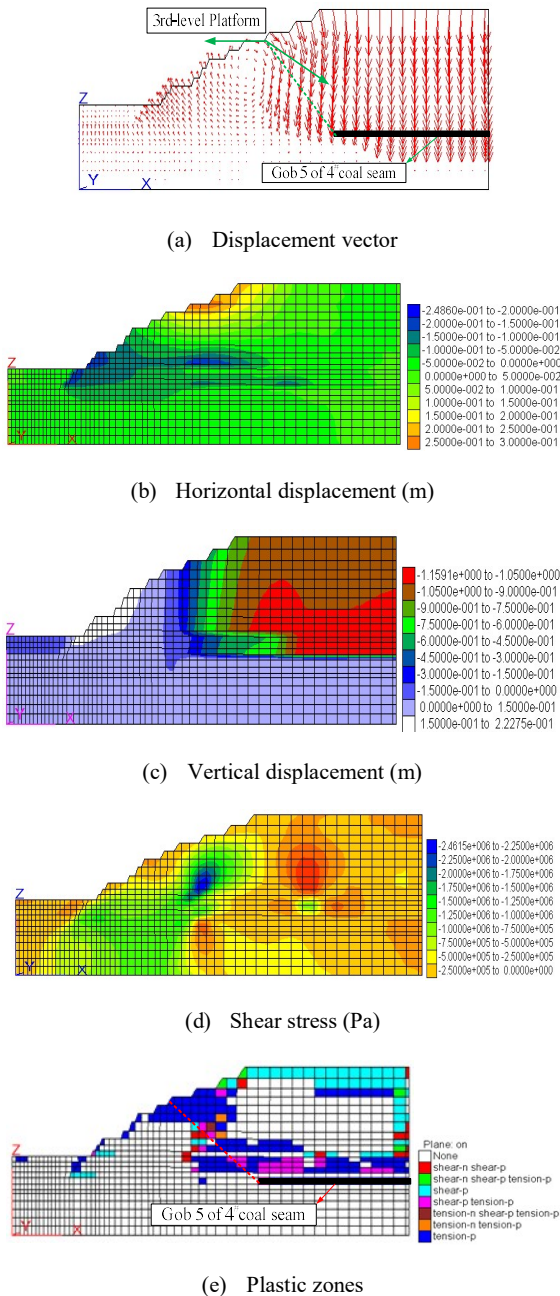 3rd-level Platform
Z
Gob 5 of 4#coal seam
Y X
(a) Displacement vector
-2.4860e-001 to -2.0000e-001
-2.0000e-001 to -1.5000e-001
-1.5000e-001 to -1.0000e-001
-1.0000e-001 to -5.0000e-002
-5.0000e-002 to 0.0000e+000
0.0000e+000 to 5.0000e-002
5.0000e-002 to 1.0000e-001
1.0000e-001 to 1.5000e-001
1.5000e-001 to 2.0000e-001
2.0000e-001 to 2.5000e-001
2.5000e-001 to 3.0000e-001
Z
Y X
(b) Horizontal displacement (m)
-1.1591e+000 to -1.0500e+000
-1.0500e+000 to -9.0000e-001
-9.0000e-001 to -7.5000e-001
-7.5000e-001 to -6.0000e-001
-6.0000e-001 to -4.5000e-001
-4.5000e-001 to -3.0000e-001
-3.0000e-001 to -1.5000e-001
-1.5000e-001 to 0.0000e+000
0.0000e+000 to 1.5000e-001
1.5000e-001 to 2.2275e-001
Z
Y X
(c) Vertical displacement (m)
-2.4615e+006 to -2.2500e+006
-2.2500e+006 to -2.0000e+006
-2.0000e+006 to -1.7500e+006
-1.7500e+006 to -1.5000e+006
-1.5000e+006 to -1.2500e+006
-1.2500e+006 to -1.0000e+006
-1.0000e+006 to -7.5000e+005
-7.5000e+005 to -5.0000e+005
-5.0000e+005 to -2.5000e+005
-2.5000e+005 to 0.0000e+000
Z
Y X
(d) Shear stress (Pa)
Plane: on
None
shear-n shear-p
shear-n shear-p tension-p
shear-p
shear-p tension-p
tension-n shear-p tension-p
tension-n tension-p
tension-p
Z
Y X
Gob 5 of 4#coal seam
(e) Plastic zones